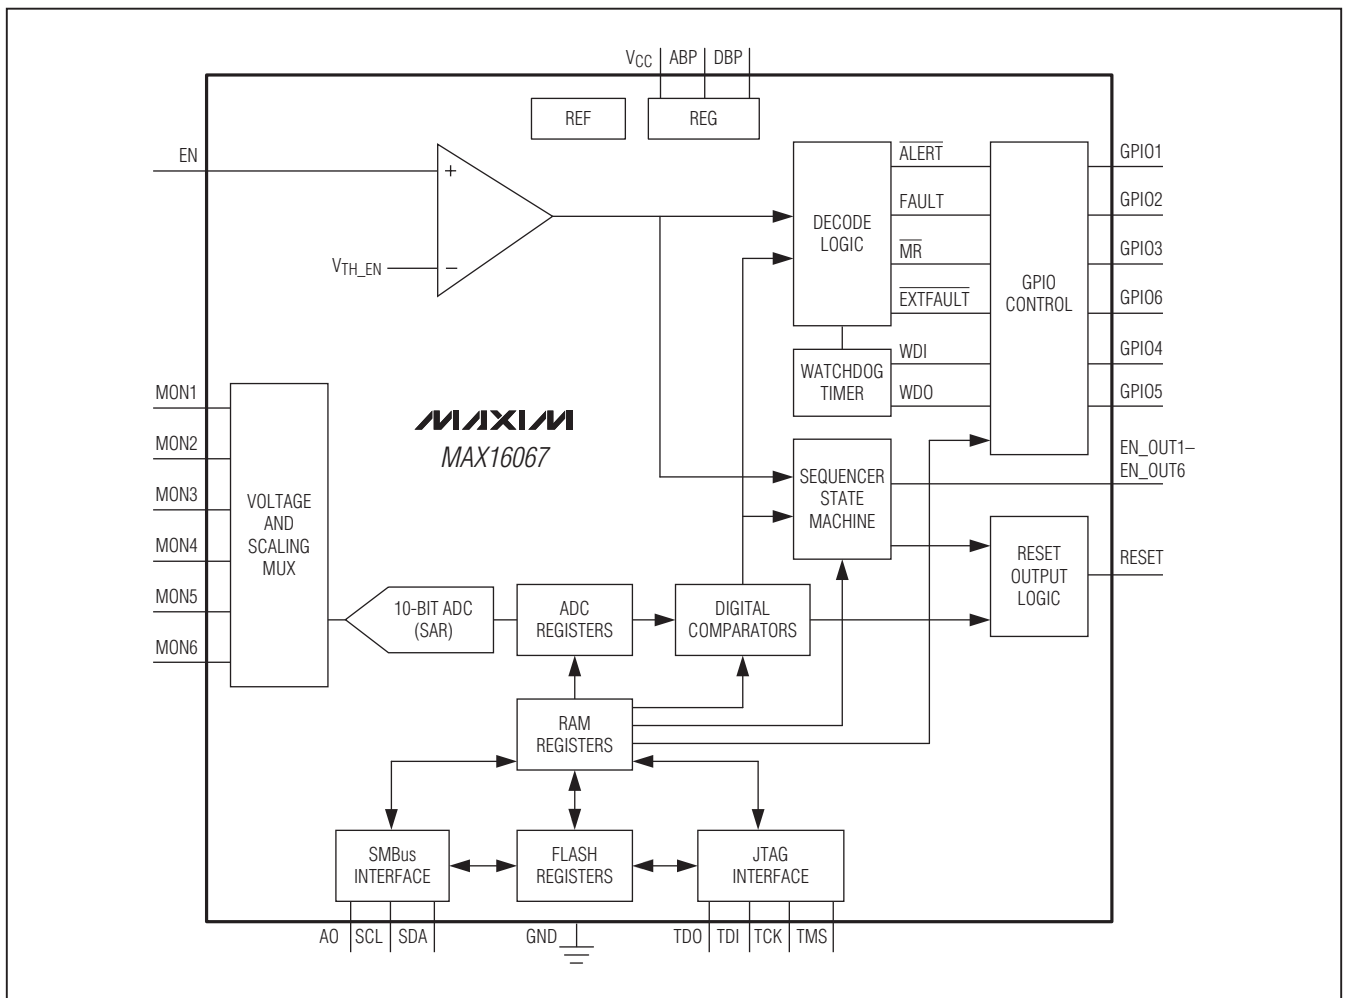 VCC ABP DBP
REF
REG
EN
+
VTH_EN
−
DECODE
LOGIC
ALERT
FAULT
MR
EXTFAULT
WATCHDOG
TIMER
WDI
WDO
GPIO
CONTROL
GPIO1
GPIO2
GPIO3
GPIO6
GPIO4
GPIO5
EN_OUT1–
EN_OUT6
MON1
MON2
MON3
MON4
MON5
MON6
VOLTAGE
AND
SCALING
MUX
MAXIM
MAX16067
SEQUENCER
STATE
MACHINE
RESET
OUTPUT
LOGIC
RESET
10-BIT ADC
(SAR)
ADC
REGISTERS
DIGITAL
COMPARATORS
RAM
REGISTERS
SMBus
INTERFACE
FLASH
REGISTERS
JTAG
INTERFACE
AO SCL SDA
GND
TDO TDI TCK TMS